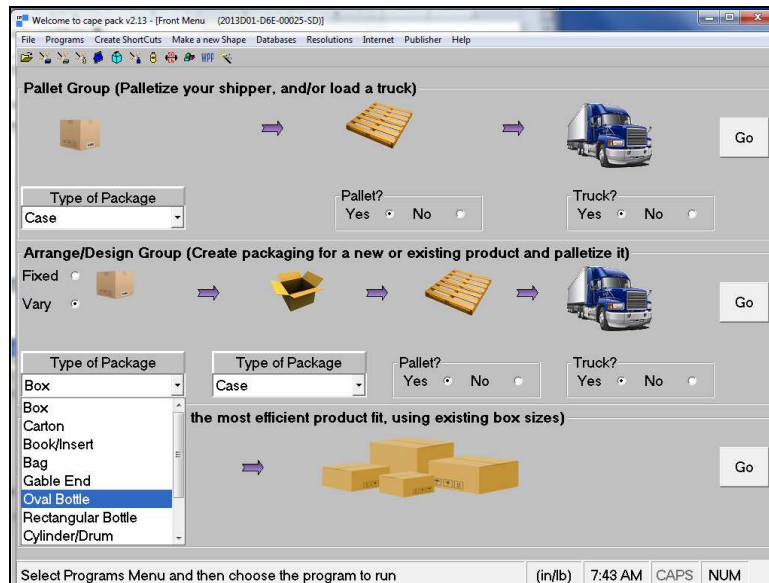 Welcome to cape pack v2.13 - [Front Menu (2013D01-D6E-00025-SD)]
File Programs Create ShortCuts Make a new Shape Databases Resolutions Internet Publisher Help
WPF
Pallet Group (Palletize your shipper, and/or load a truck)
Go
Type of Package
Case
Pallet?
Yes No
Truck?
Yes No
Arrange/Design Group (Create packaging for a new or existing product and palletize it)
Fixed
Vary
Go
Type of Package
Box
Type of Package
Case
Pallet?
Yes No
Truck?
Yes No
Box
Carton
Book/Insert
Bag
Gable End
Oval Bottle
Rectangular Bottle
Cylinder/Drum
the most efficient product fit, using existing box sizes)
Go
Select Programs Menu and then choose the program to run (in/lb) 7:43 AM CAPS NUM